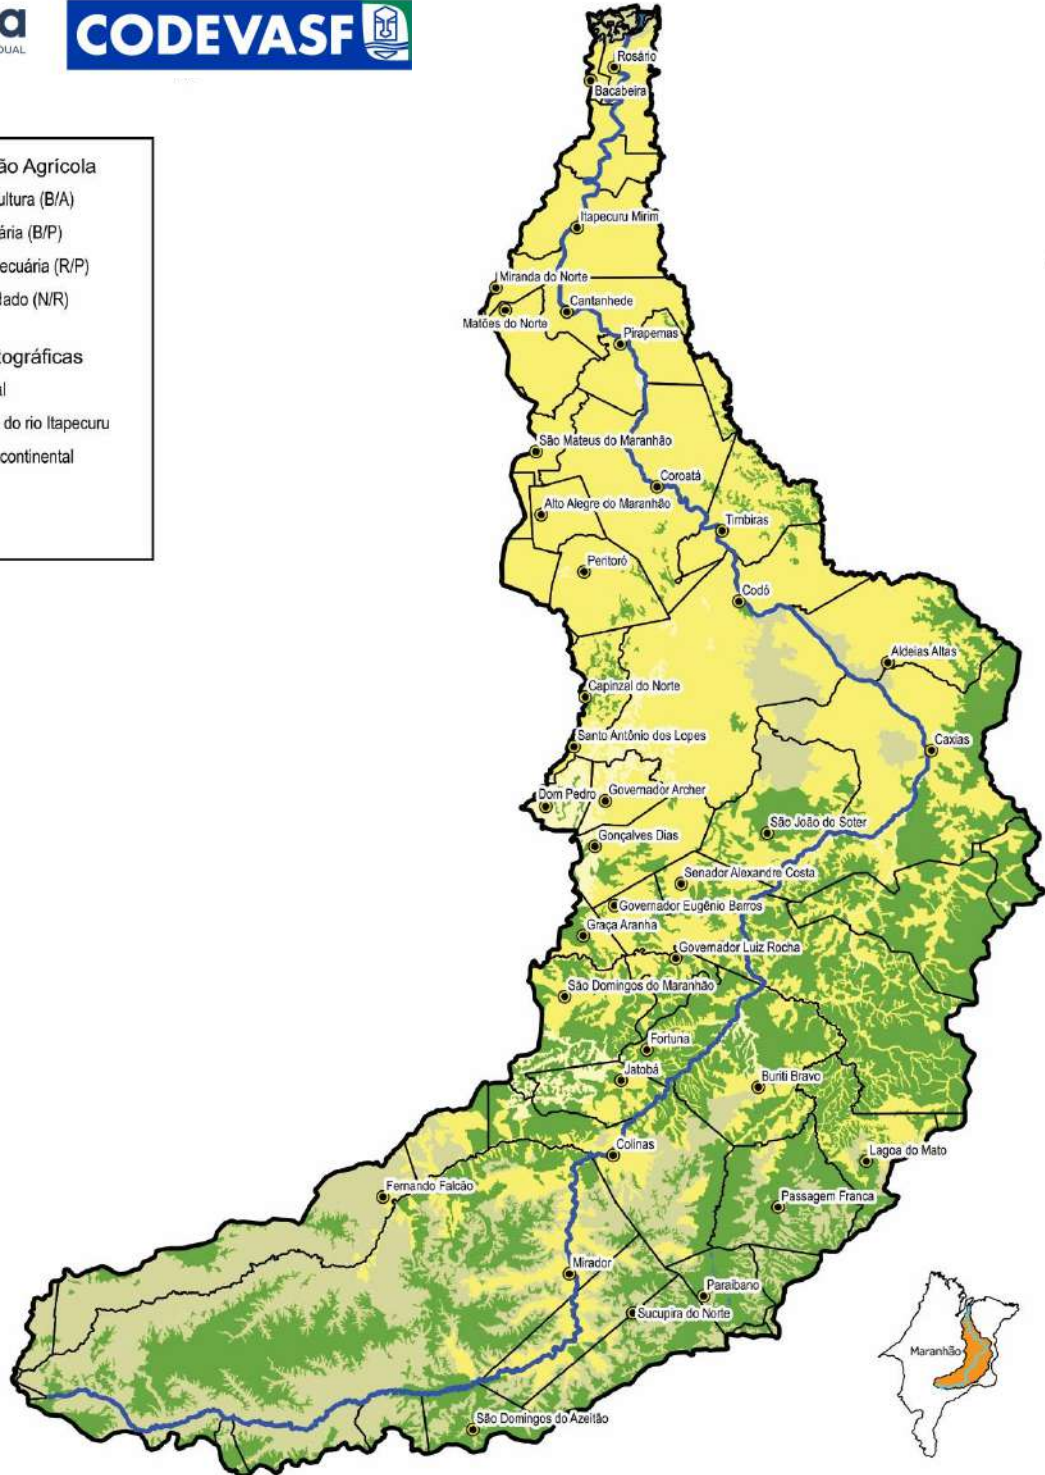 a
DUAL
CODEVASF
ão Agrícola
ultura (B/A)
ária (B/P)
ecuária (R/P)
dado (N/R)
tográficas
al
do rio Itapecuru
continental
Rosário
Bacabeira
Itapecuru Mirim
Miranda do Norte
Cantanhede
Matões do Norte
Pirapemas
São Mateus do Maranhão
Coroatá
Alto Alegre do Maranhão
Timbiras
Peritoró
Codó
Aldeias Altas
Capinzal do Norte
Santo Antônio dos Lopes
Caxias
Dom Pedro
Governador Archer
São João do Soter
Gonçalves Dias
Senador Alexandre Costa
Governador Eugênio Barros
Graça Aranha
Governador Luiz Rocha
São Domingos do Maranhão
Fortuna
Jatobá
Buriti Bravo
Colinas
Lagoa do Mato
Fernando Falcão
Passagem Franca
Mirador
Paraibano
Sucupira do Norte
Maranhão
São Domingos do Azeitão